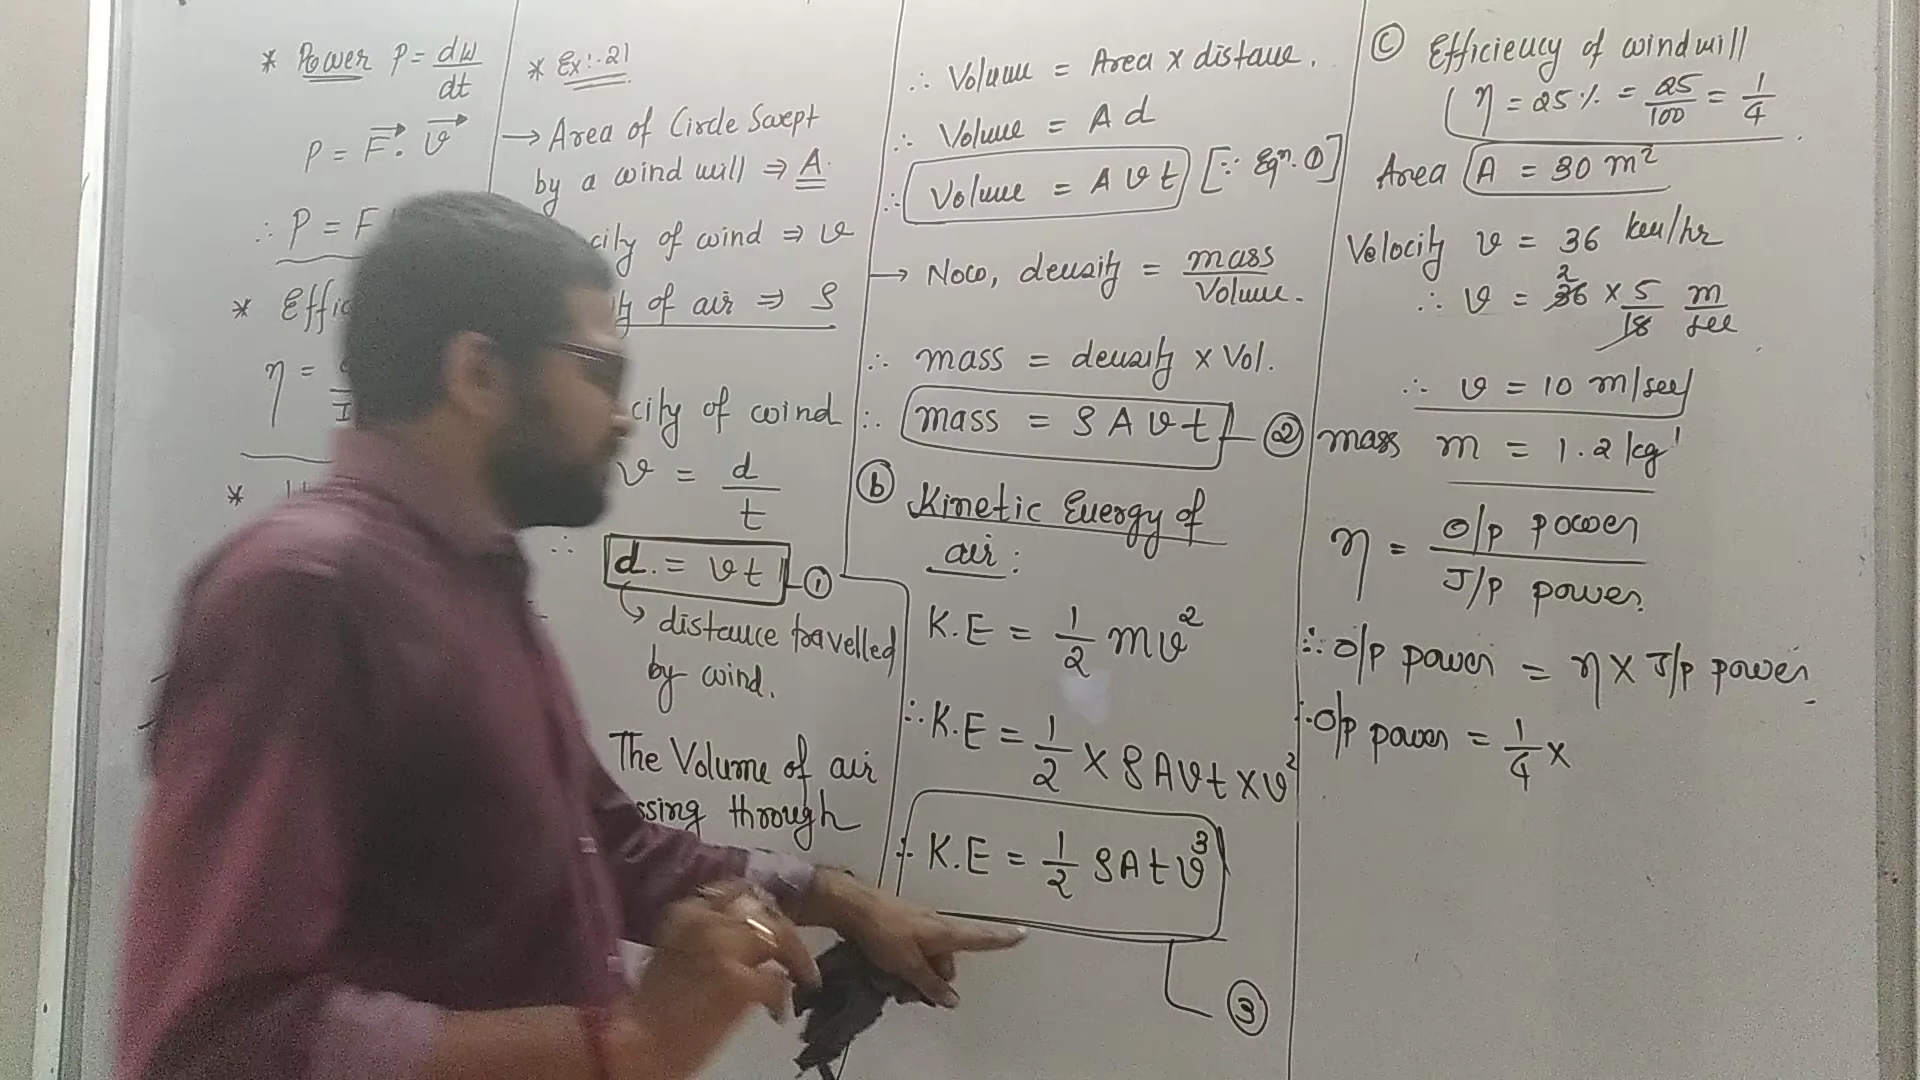 * Power P = dw/dt
P = F⃗ · v⃗
∴ P = F
* Effic
η =
* Ex:-21
→ Area of Circle Swept
by a wind mill ⇒ A.
city of wind ⇒ v
y of air ⇒ ρ
city of wind
v = d/t
∴ d = vt — ①
↳ distance travelled
by wind.
The Volume of air
ssing through
∴ Volume = Area x distance.
∴ Volume = A d
∴ Volume = A v t [∵ Eqn. ①]
→ Now, density = mass/Volume.
∴ mass = density x Vol.
∴ mass = ρ A v t — ②
ⓑ Kinetic Energy of
air :
K.E = 1/2 mv²
∴ K.E = 1/2 x ρAvt x v²
∴ K.E = 1/2 ρAtv³
③
ⓒ Efficiency of windmill
η = 25 % = 25/100 = 1/4
Area A = 30 m²
Velocity v = 36 km/hr
∴ v = 36 2 x 5/18 m/sec
∴ v = 10 m/sec
mass m = 1.2 kg
η = O/p power / I/p power.
∴ O/p power = η x I/p power.
∴ O/p power = 1/4 x